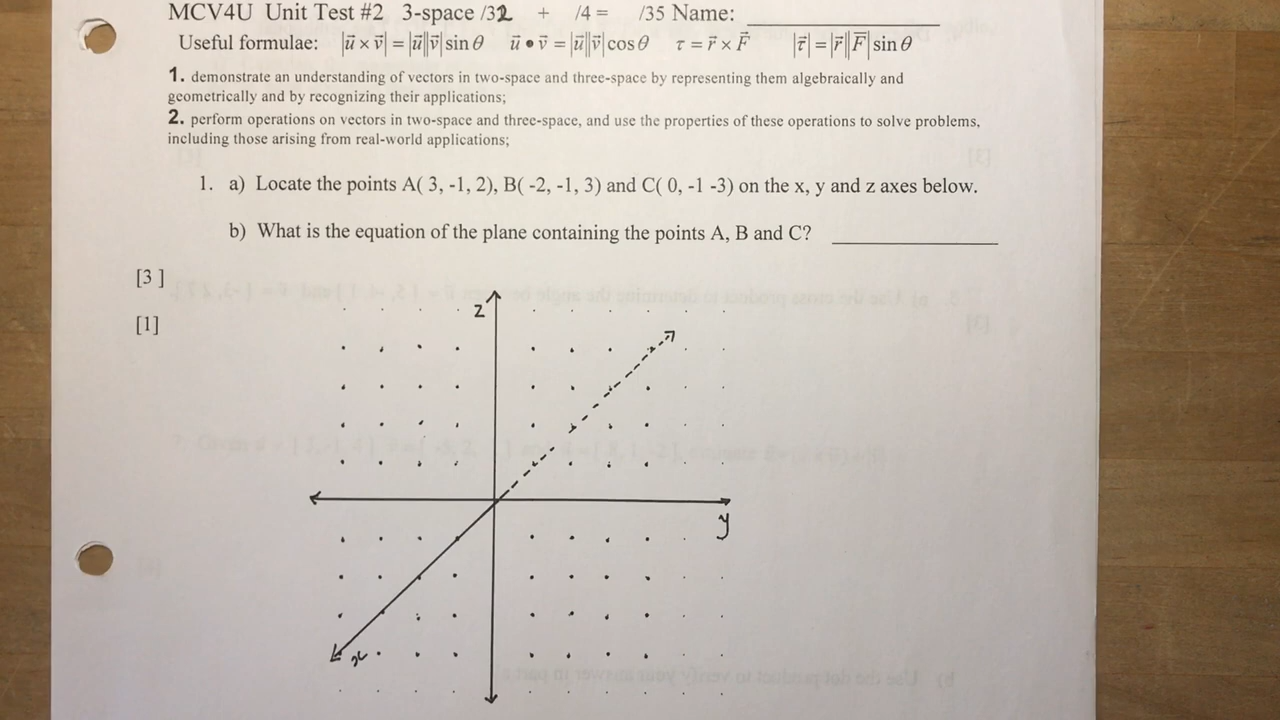 MCV4U Unit Test #2 3-space /32 + /4 = /35 Name: ____________
Useful formulae: |u⃗ × v⃗| = |u⃗||v⃗| sin θ u⃗ • v⃗ = |u⃗||v⃗| cos θ τ = r⃗ × F⃗ |τ⃗| = |r⃗||F⃗| sin θ
1. demonstrate an understanding of vectors in two-space and three-space by representing them algebraically and
geometrically and by recognizing their applications;
2. perform operations on vectors in two-space and three-space, and use the properties of these operations to solve problems,
including those arising from real-world applications;
1. a) Locate the points A( 3, -1, 2), B( -2, -1, 3) and C( 0, -1 -3) on the x, y and z axes below.
b) What is the equation of the plane containing the points A, B and C? ____________
[3 ]
[1]
z
y
x